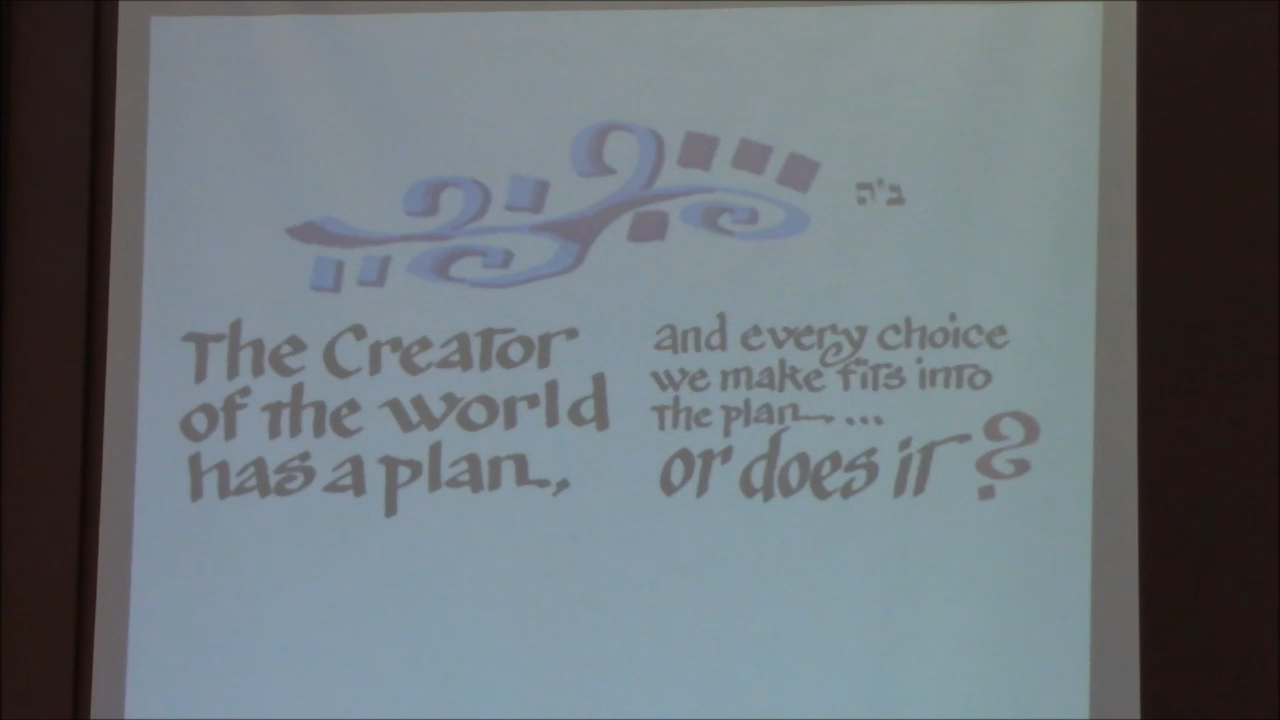 ב"ה
The Creator
of the world
has a plan,
and every choice
we make fits into
the plan....
or does it?